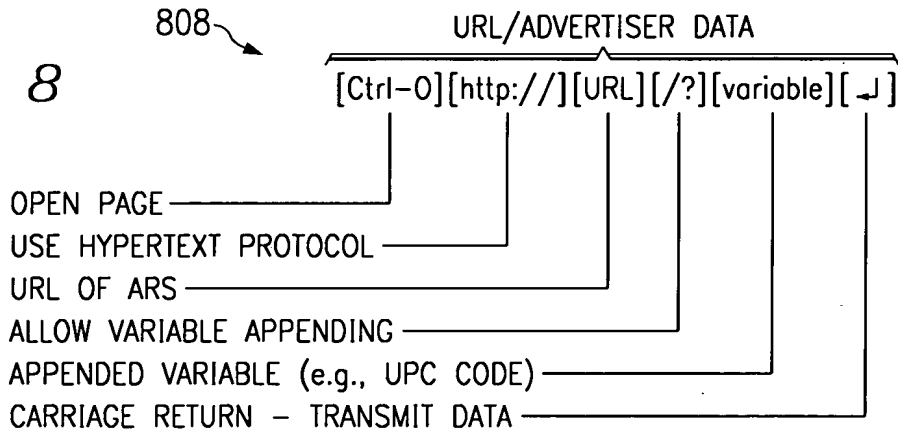 808
URL/ADVERTISER DATA
8
[Ctrl-O][http://][URL][/?][variable][↵]
OPEN PAGE
USE HYPERTEXT PROTOCOL
URL OF ARS
ALLOW VARIABLE APPENDING
APPENDED VARIABLE (e.g., UPC CODE)
CARRIAGE RETURN – TRANSMIT DATA